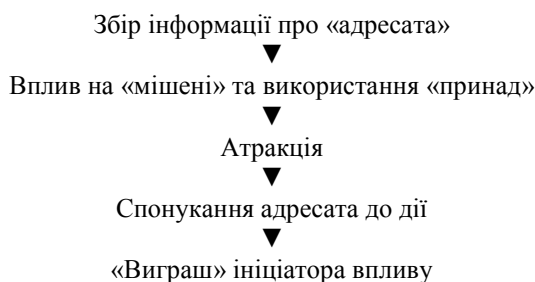 Збір інформації про «адресата»
▼
Вплив на «мішені» та використання «принад»
▼
Атракція
▼
Спонукання адресата до дії
▼
«Виграш» ініціатора впливу